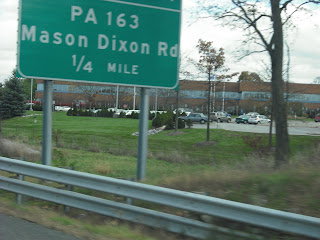 PA 163
Mason Dixon Rd
1/4 MILE